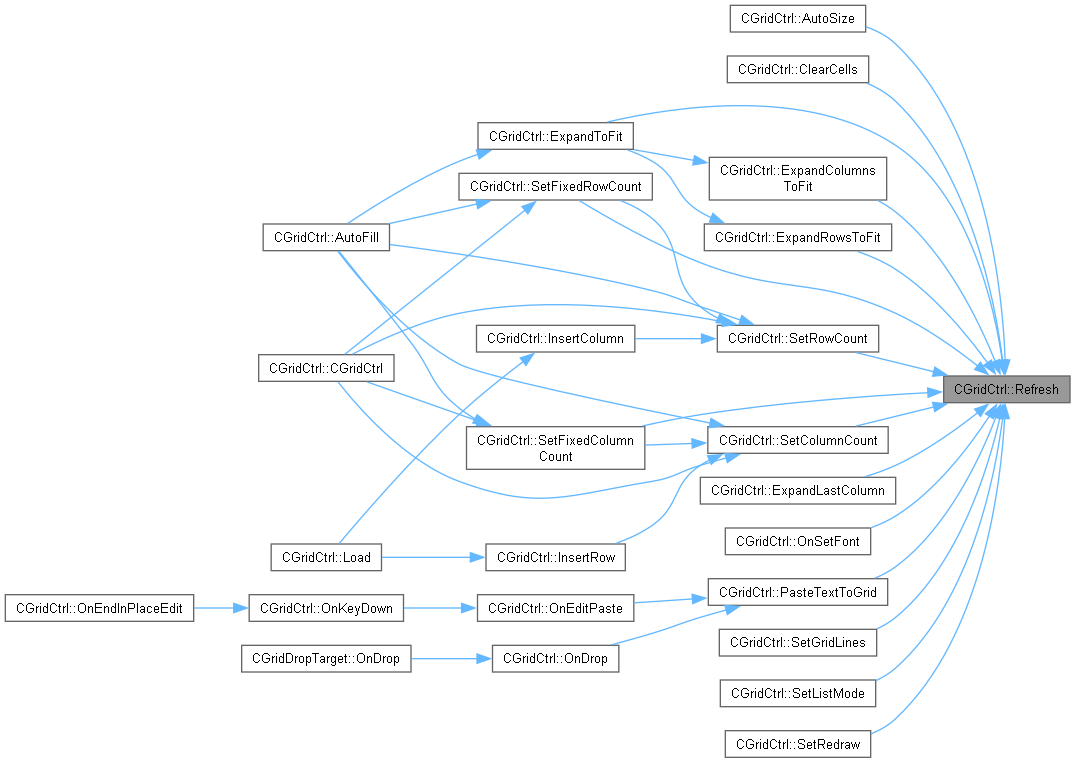 CGridCtrl::AutoSize
CGridCtrl::ClearCells
CGridCtrl::ExpandToFit
CGridCtrl::ExpandColumns
ToFit
CGridCtrl::SetFixedRowCount
CGridCtrl::AutoFill
CGridCtrl::ExpandRowsToFit
CGridCtrl::InsertColumn
CGridCtrl::SetRowCount
CGridCtrl::CGridCtrl
CGridCtrl::Refresh
CGridCtrl::SetFixedColumn
Count
CGridCtrl::SetColumnCount
CGridCtrl::ExpandLastColumn
CGridCtrl::OnSetFont
CGridCtrl::Load
CGridCtrl::InsertRow
CGridCtrl::PasteTextToGrid
CGridCtrl::OnEndInPlaceEdit
CGridCtrl::OnKeyDown
CGridCtrl::OnEditPaste
CGridCtrl::SetGridLines
CGridDropTarget::OnDrop
CGridCtrl::OnDrop
CGridCtrl::SetListMode
CGridCtrl::SetRedraw